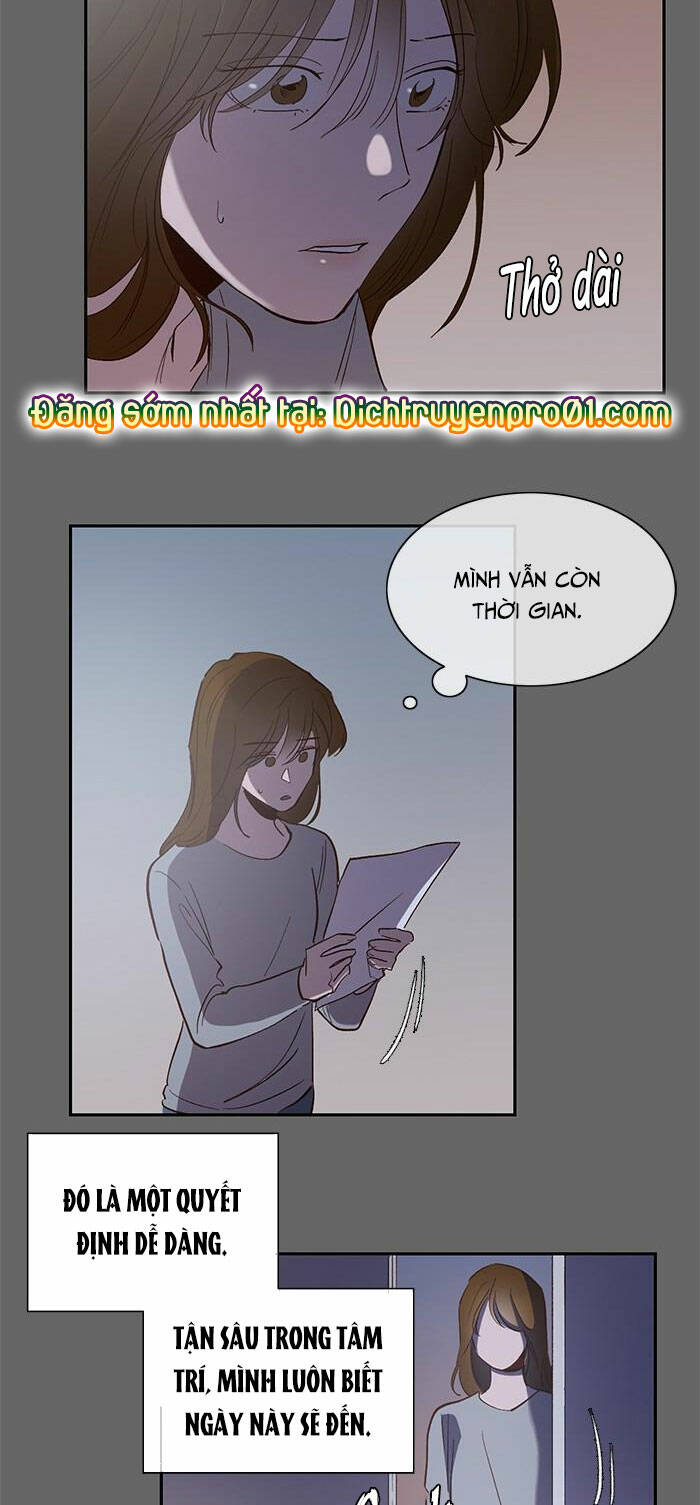 Thở dài
Đăng sớm nhất tại: Dichtruyenpro01.com
MÌNH VẪN CÒN
THỜI GIAN.
ĐÓ LÀ MỘT QUYẾT
ĐỊNH DỄ DÀNG.
TẬN SÂU TRONG TÂM
TRÍ, MÌNH LUÔN BIẾT
NGÀY NÀY SẼ ĐẾN.